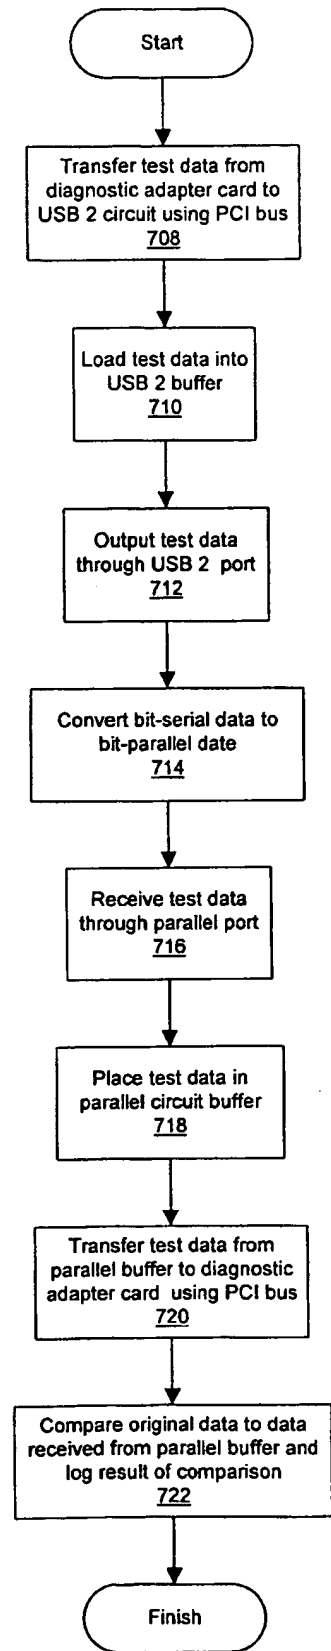 Start
Transfer test data from
diagnostic adapter card to
USB 2 circuit using PCI bus
708
Load test data into
USB 2 buffer
710
Output test data
through USB 2 port
712
Convert bit-serial data to
bit-parallel date
714
Receive test data
through parallel port
716
Place test data in
parallel circuit buffer
718
Transfer test data from
parallel buffer to diagnostic
adapter card using PCI bus
720
Compare original data to data
received from parallel buffer and
log result of comparison
722
Finish